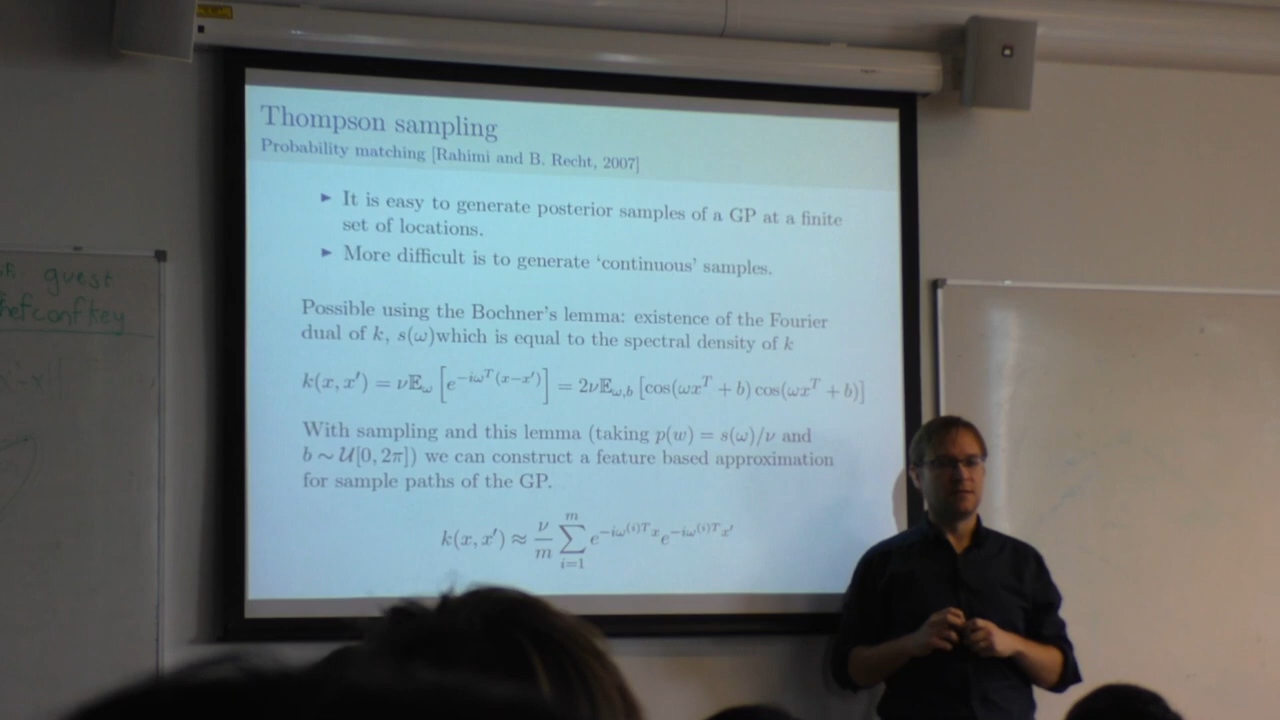 Thompson sampling
Probability matching [Rahimi and B. Recht, 2007]
► It is easy to generate posterior samples of a GP at a finite
set of locations.
► More difficult is to generate ‘continuous’ samples.
Possible using the Bochner’s lemma: existence of the Fourier
dual of k, s(ω)which is equal to the spectral density of k
k(x, x′) = νE_ω [e^{−iω^T(x−x′)}] = 2νE_{ω,b} [cos(ωx^T + b) cos(ωx^T + b)]
With sampling and this lemma (taking p(w) = s(ω)/ν and
b ∼ U[0, 2π]) we can construct a feature based approximation
for sample paths of the GP.
k(x, x′) ≈ ν/m ∑_{i=1}^{m} e^{−iω^{(i)T}x} e^{−iω^{(i)T}x′}
guest